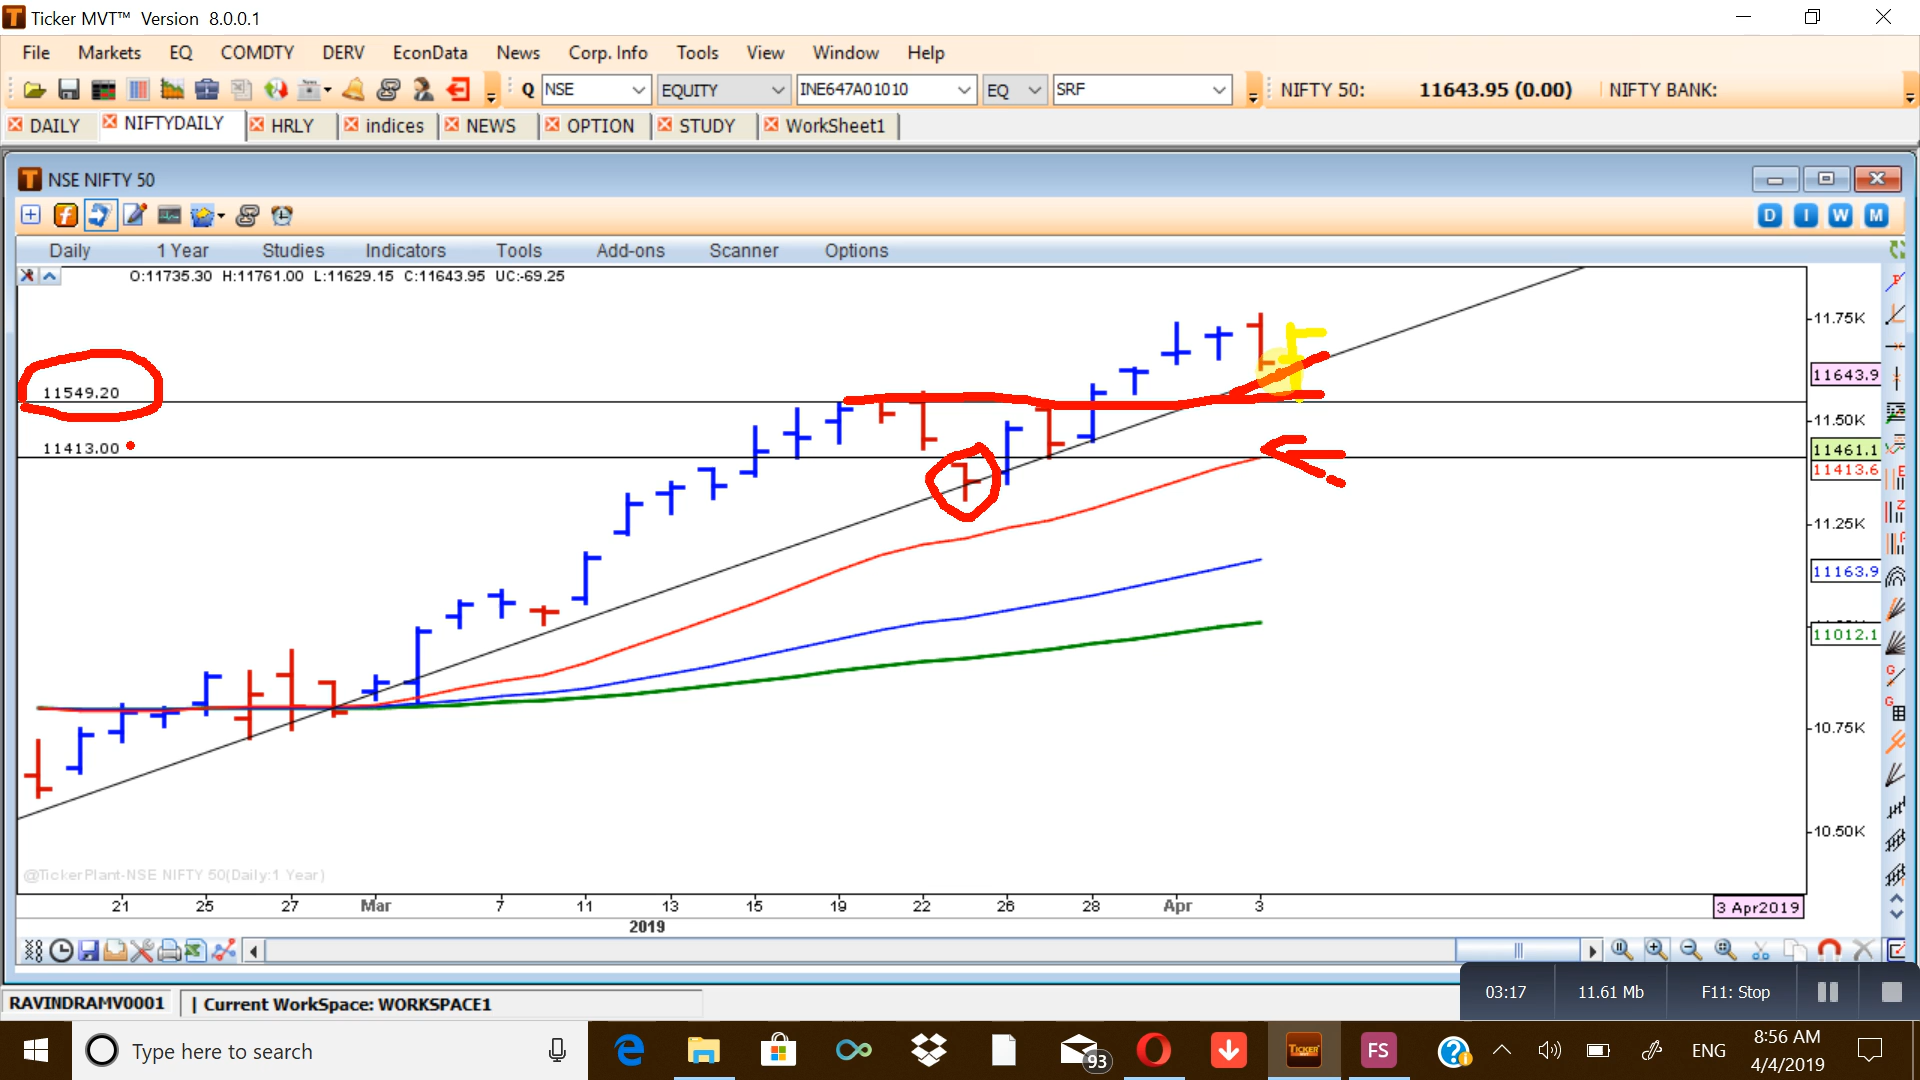 Ticker MVT™ Version 8.0.0.1
File Markets EQ COMDTY DERV EconData News Corp. Info Tools View Window Help
Q NSE EQUITY INE647A01010 EQ SRF NIFTY 50: 11643.95 (0.00) NIFTY BANK:
DAILY NIFTYDAILY HRLY indices NEWS OPTION STUDY WorkSheet1
NSE NIFTY 50
D I W M
Daily 1 Year Studies Indicators Tools Add-ons Scanner Options
O:11735.30 H:11761.00 L:11629.15 C:11643.95 UC:-69.25
11.75K
11643.9
11549.20
11.50K
11413.00
11461.1
11413.6
11.25K
11163.9
11012.1
10.75K
10.50K
@TickerPlant-NSE NIFTY 50(Daily:1 Year)
21 25 27 Mar 7 11 13 15 19 22 26 28 Apr 3
3 Apr2019
2019
RAVINDRAMV0001 | Current WorkSpace: WORKSPACE1
03:17 11.61 Mb F11: Stop
Type here to search
93
TICKER
FS
ENG
8:56 AM
4/4/2019